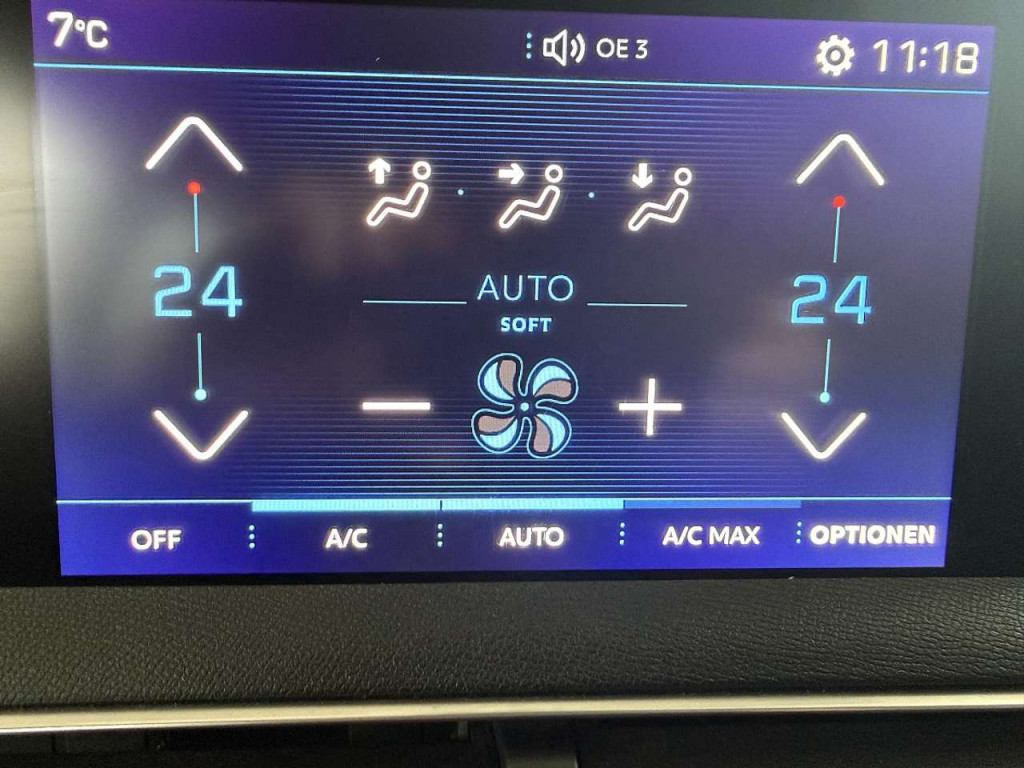 7°C OE 3 11:18
24 AUTO 24
SOFT
OFF A/C AUTO A/C MAX OPTIONEN